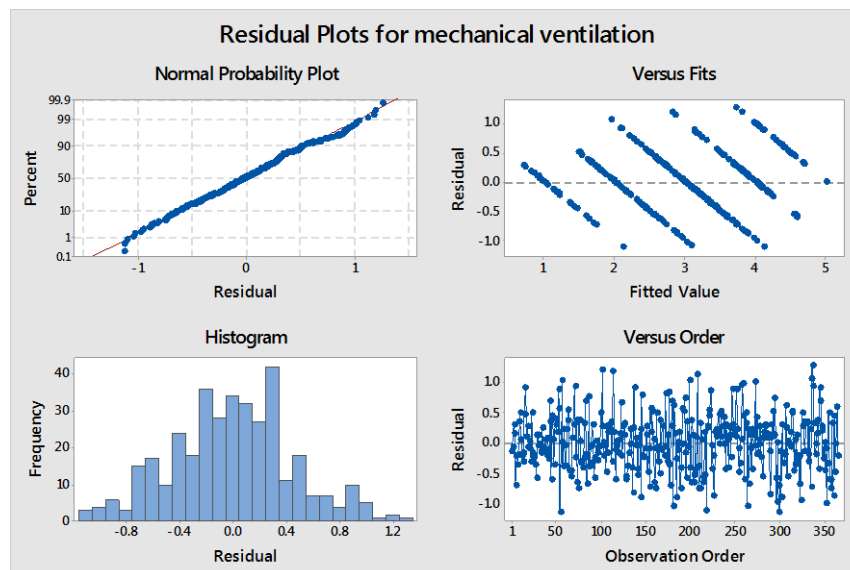 Residual Plots for mechanical ventilation
Normal Probability Plot
Percent
99.9
99
90
50
10
1
0.1
-1 0 1
Residual
Versus Fits
Residual
1.0
0.5
0.0
-0.5
-1.0
1 2 3 4 5
Fitted Value
Histogram
Frequency
40
30
20
10
0
-0.8 -0.4 0.0 0.4 0.8 1.2
Residual
Versus Order
Residual
1.0
0.5
0.0
-0.5
-1.0
1 50 100 150 200 250 300 350
Observation Order